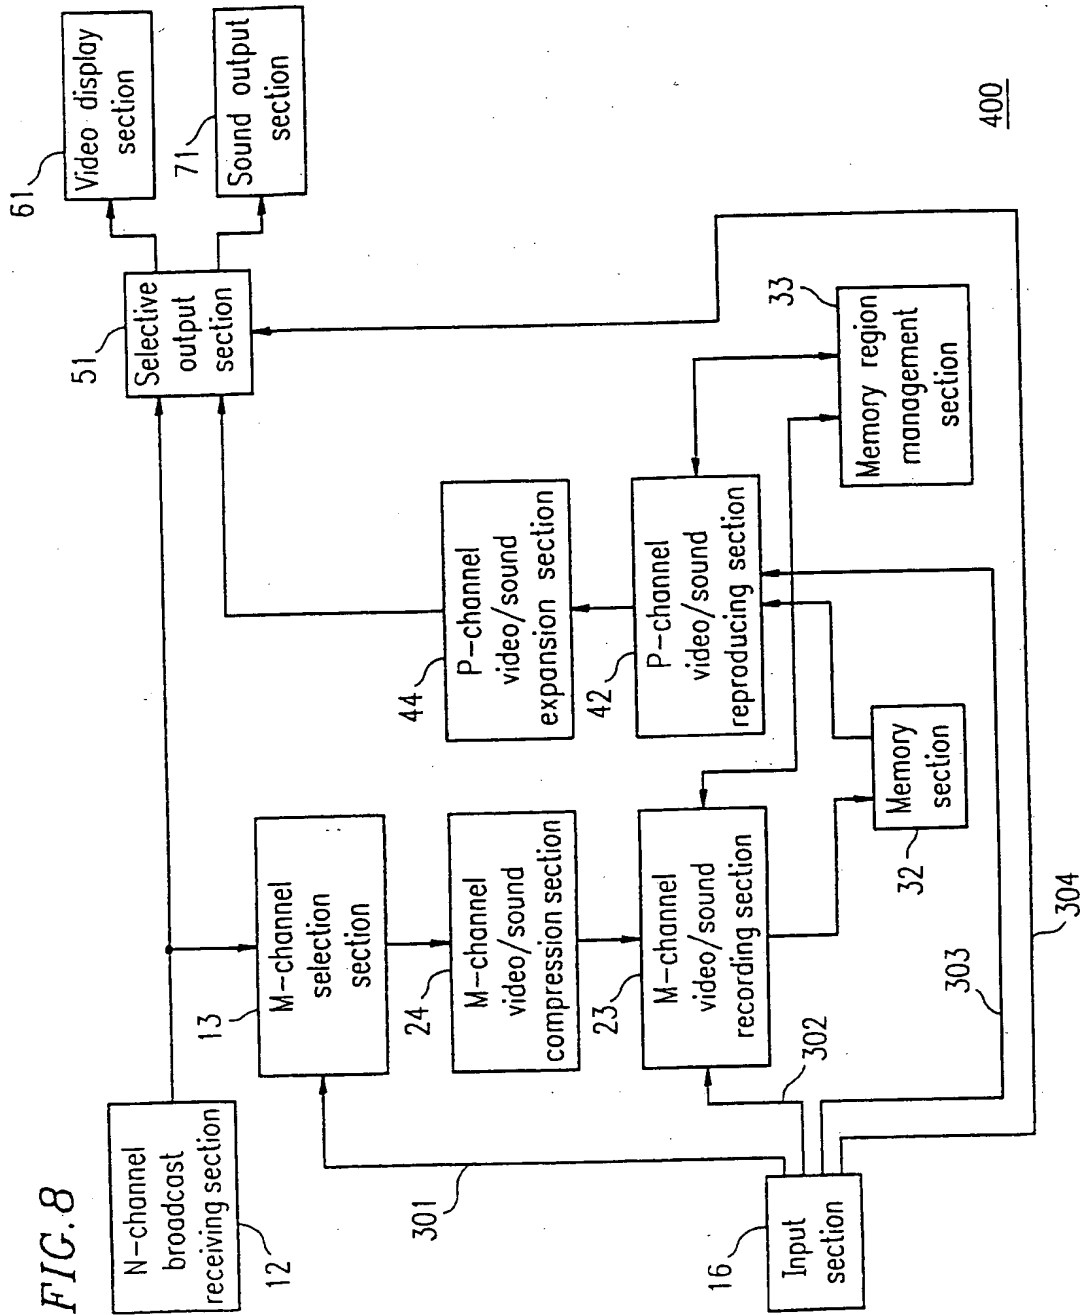 FIG.8
N-channel
broadcast
receiving section
12
M-channel
selection
section
13
M-channel
video/sound
compression section
24
M-channel
video/sound
recording section
23
Input
section
16
301
302
303
304
Memory
section
32
P-channel
video/sound
expansion section
44
P-channel
video/sound
reproducing section
42
Memory region
management
section
33
Selective
output
section
51
Video display
section
61
Sound output
section
71
400